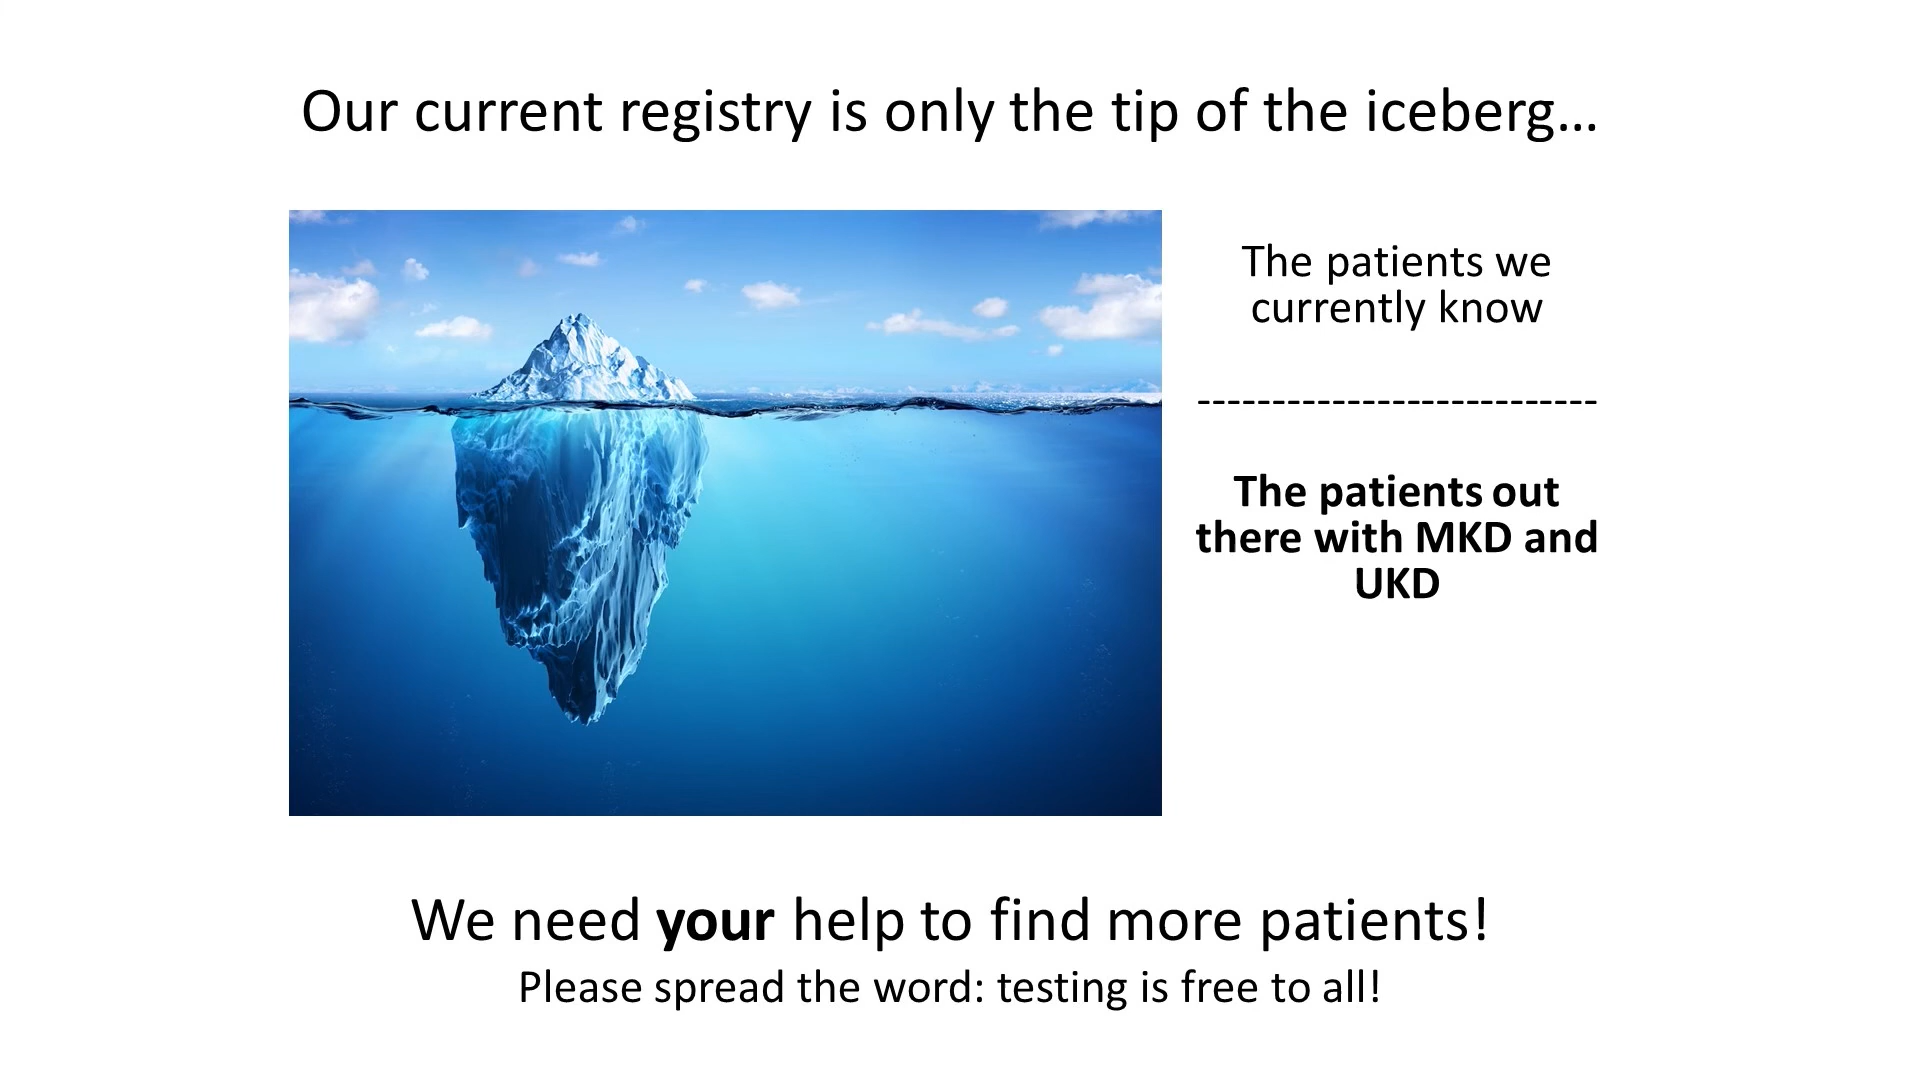 Our current registry is only the tip of the iceberg…
The patients we
currently know
---------------------------
The patients out
there with MKD and
UKD
We need your help to find more patients!
Please spread the word: testing is free to all!